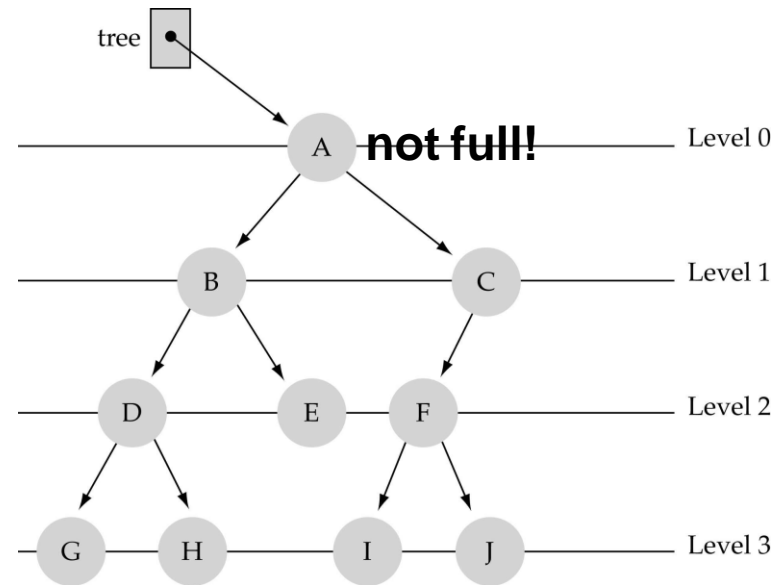 tree
A not full! Level 0
B C Level 1
D E F Level 2
G H I J Level 3